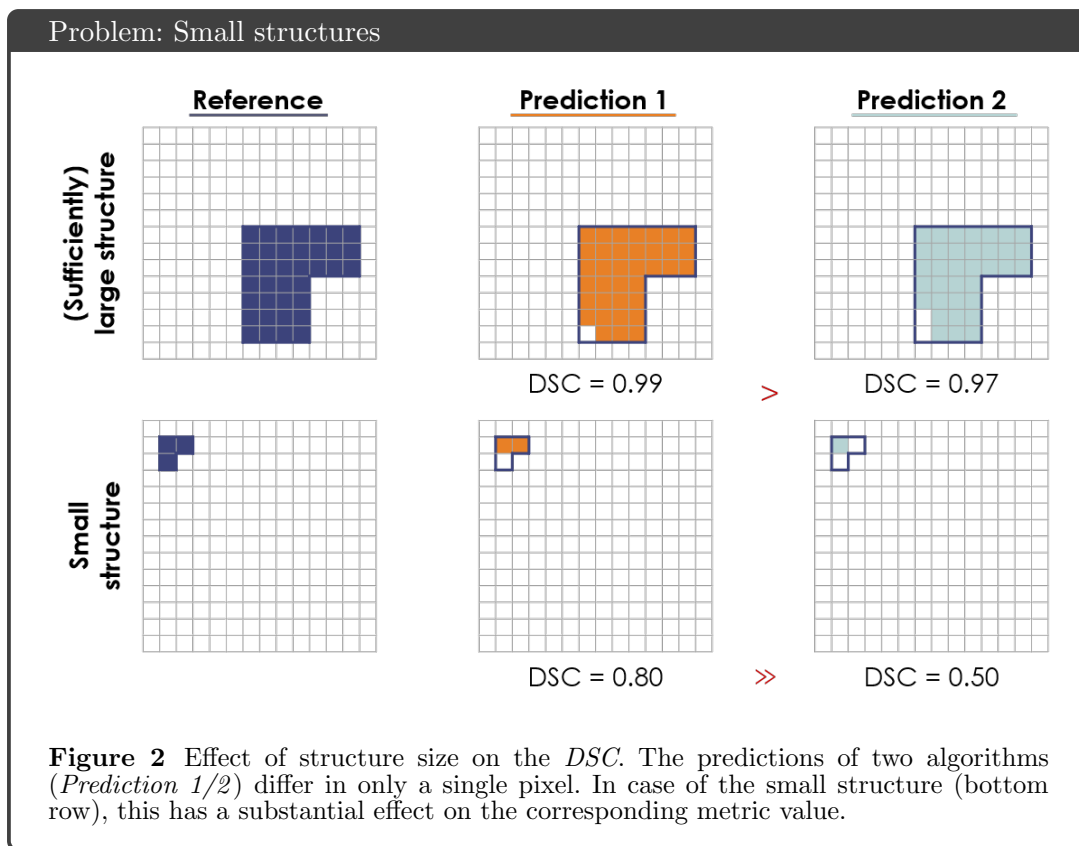 Problem: Small structures
Reference Prediction 1 Prediction 2
(Sufficiently)
large structure
DSC = 0.99 > DSC = 0.97
Small
structure
DSC = 0.80 ≫ DSC = 0.50
Figure 2 Effect of structure size on the DSC. The predictions of two algorithms
(Prediction 1/2) differ in only a single pixel. In case of the small structure (bottom
row), this has a substantial effect on the corresponding metric value.